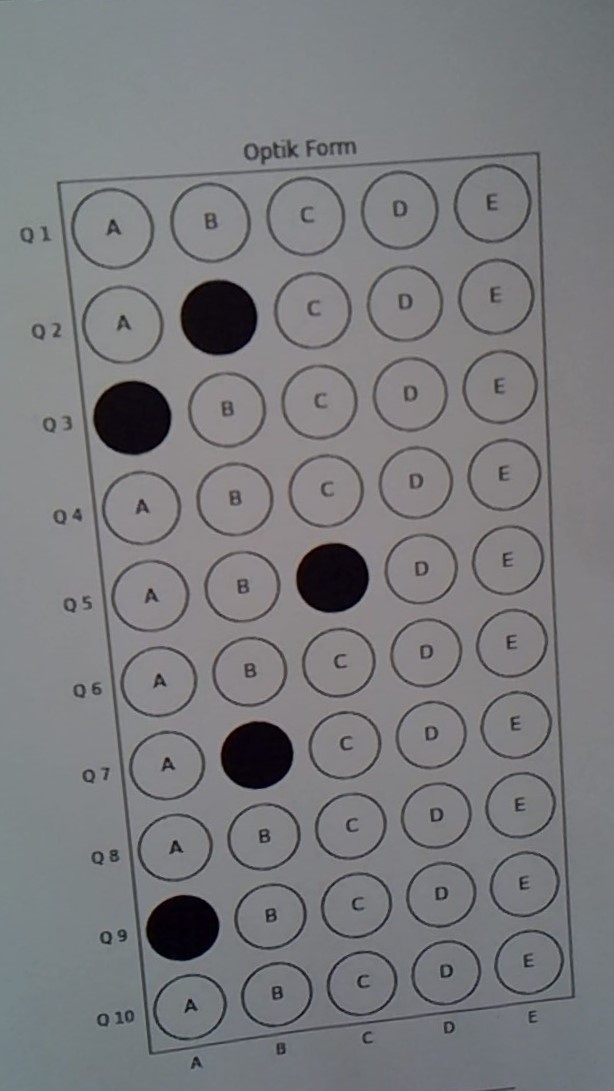 Optik Form
Q 1 A B C D E
Q 2 A C D E
Q 3 B C D E
Q 4 A B C D E
Q 5 A B D E
Q 6 A B C D E
Q 7 A C D E
Q 8 A B C D E
Q 9 B C D E
Q 10 A B C D E
A B C D E